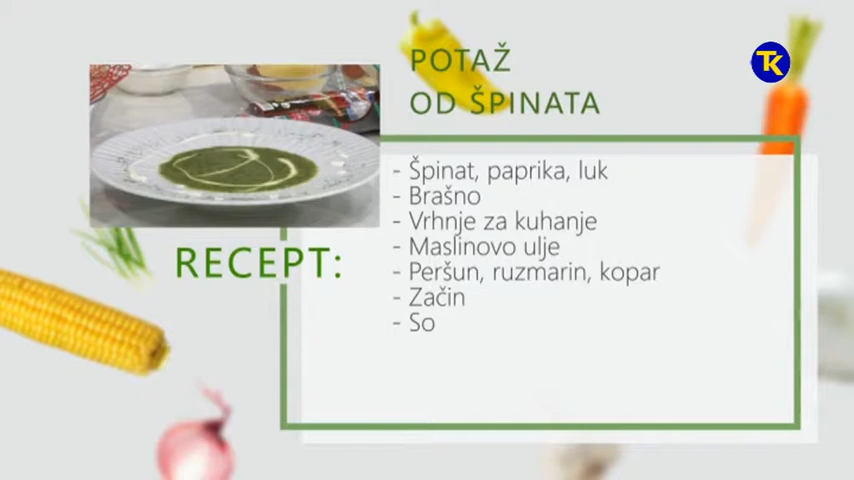 POTAŽ
OD ŠPINATA
TK
RECEPT:
- Špinat, paprika, luk
- Brašno
- Vrhnje za kuhanje
- Maslinovo ulje
- Peršun, ruzmarin, kopar
- Začin
- So